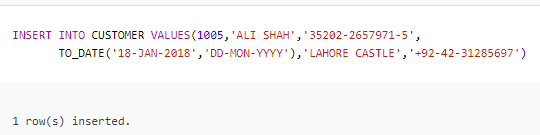 INSERT INTO CUSTOMER VALUES(1005,'ALI SHAH','35202-2657971-5',
TO_DATE('18-JAN-2018','DD-MON-YYYY'),'LAHORE CASTLE','+92-42-31285697')
1 row(s) inserted.